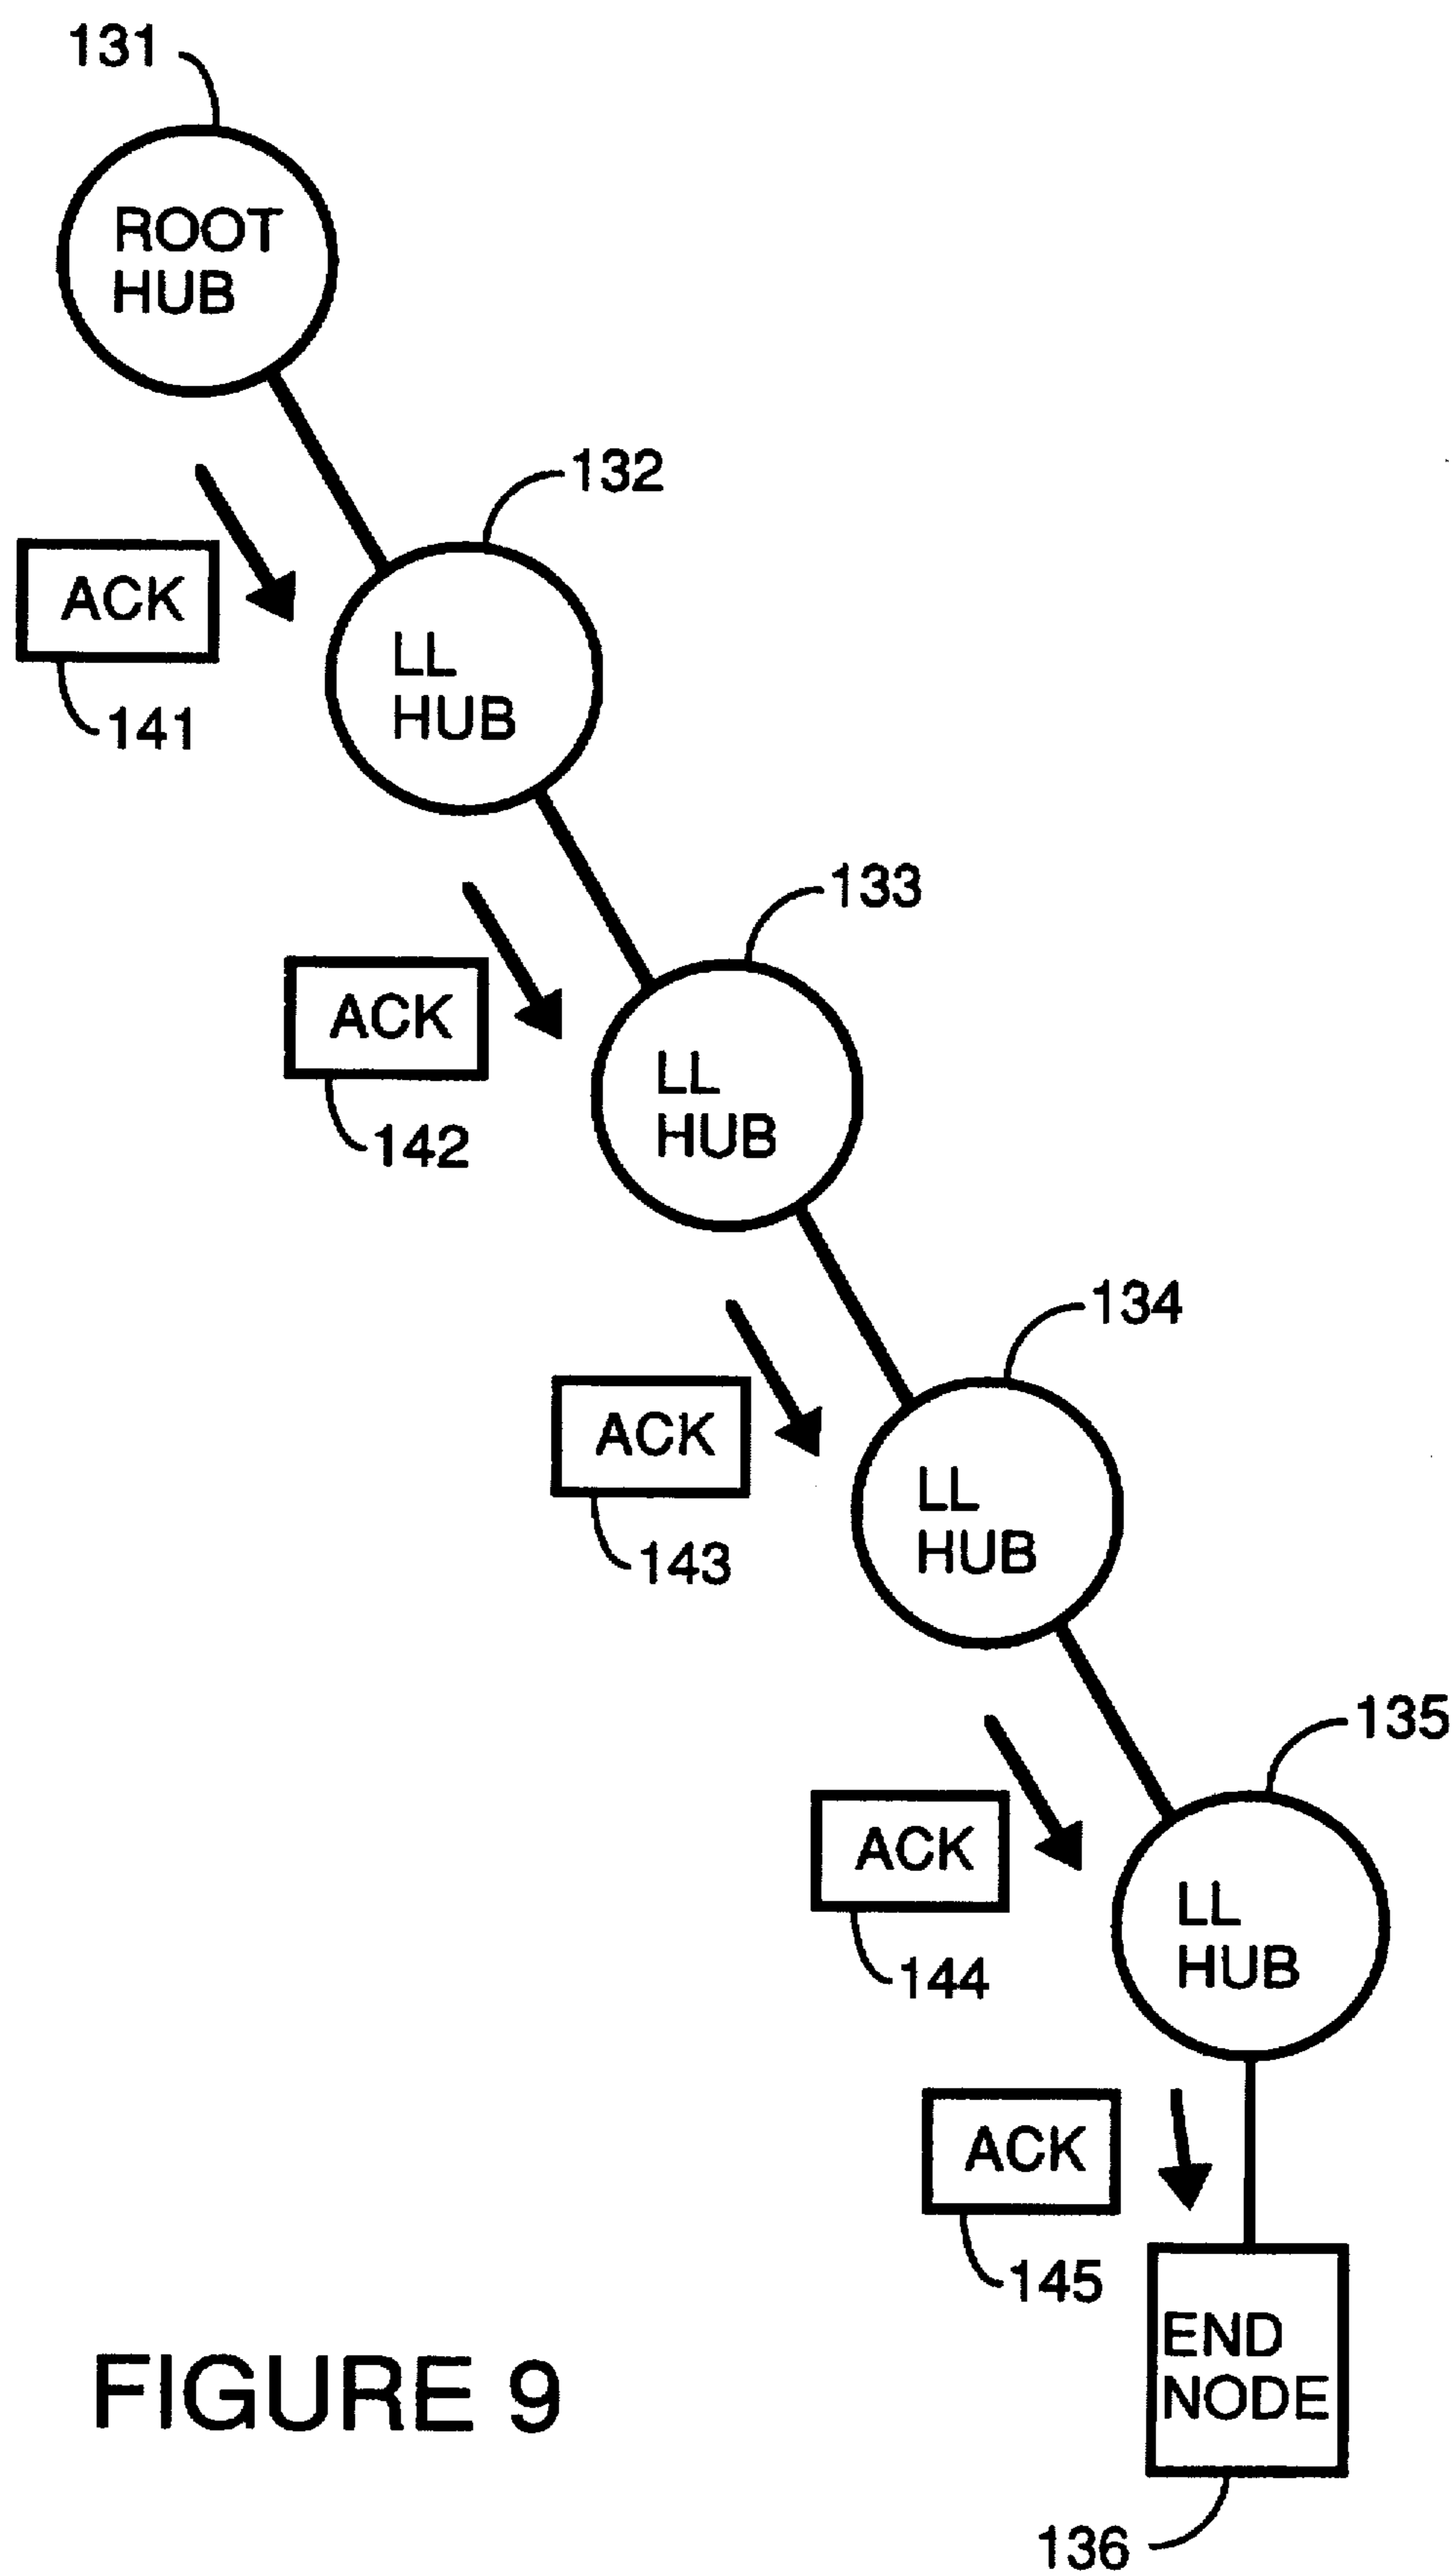 131
ROOT
HUB
132
ACK
LL
HUB
141
133
ACK
LL
HUB
142
134
ACK
LL
HUB
143
135
ACK
LL
HUB
144
ACK
145
END
NODE
FIGURE 9
136